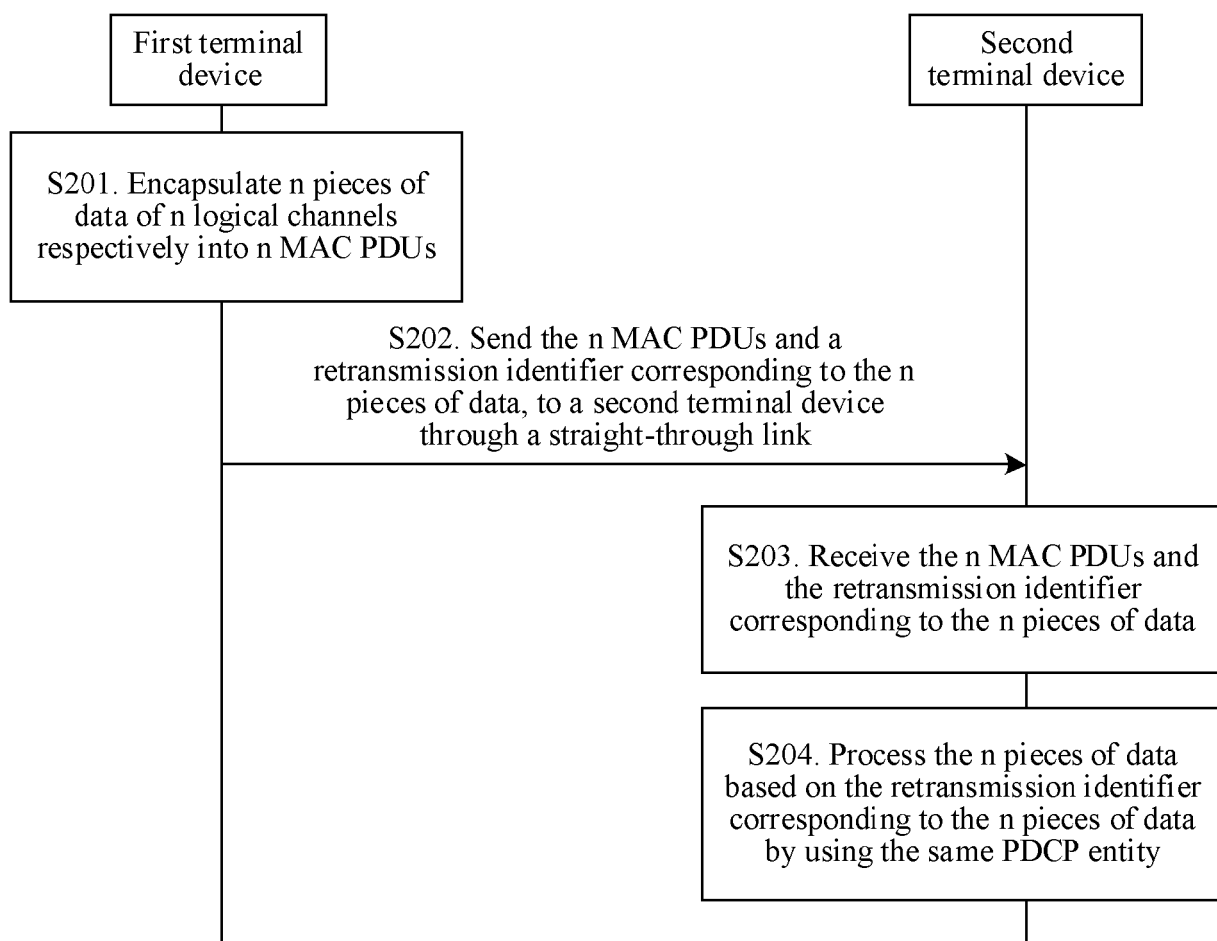 First terminal
device
Second
terminal device
S201. Encapsulate n pieces of
data of n logical channels
respectively into n MAC PDUs
S202. Send the n MAC PDUs and a
retransmission identifier corresponding to the n
pieces of data, to a second terminal device
through a straight-through link
S203. Receive the n MAC PDUs and
the retransmission identifier
corresponding to the n pieces of data
S204. Process the n pieces of data
based on the retransmission identifier
corresponding to the n pieces of data
by using the same PDCP entity